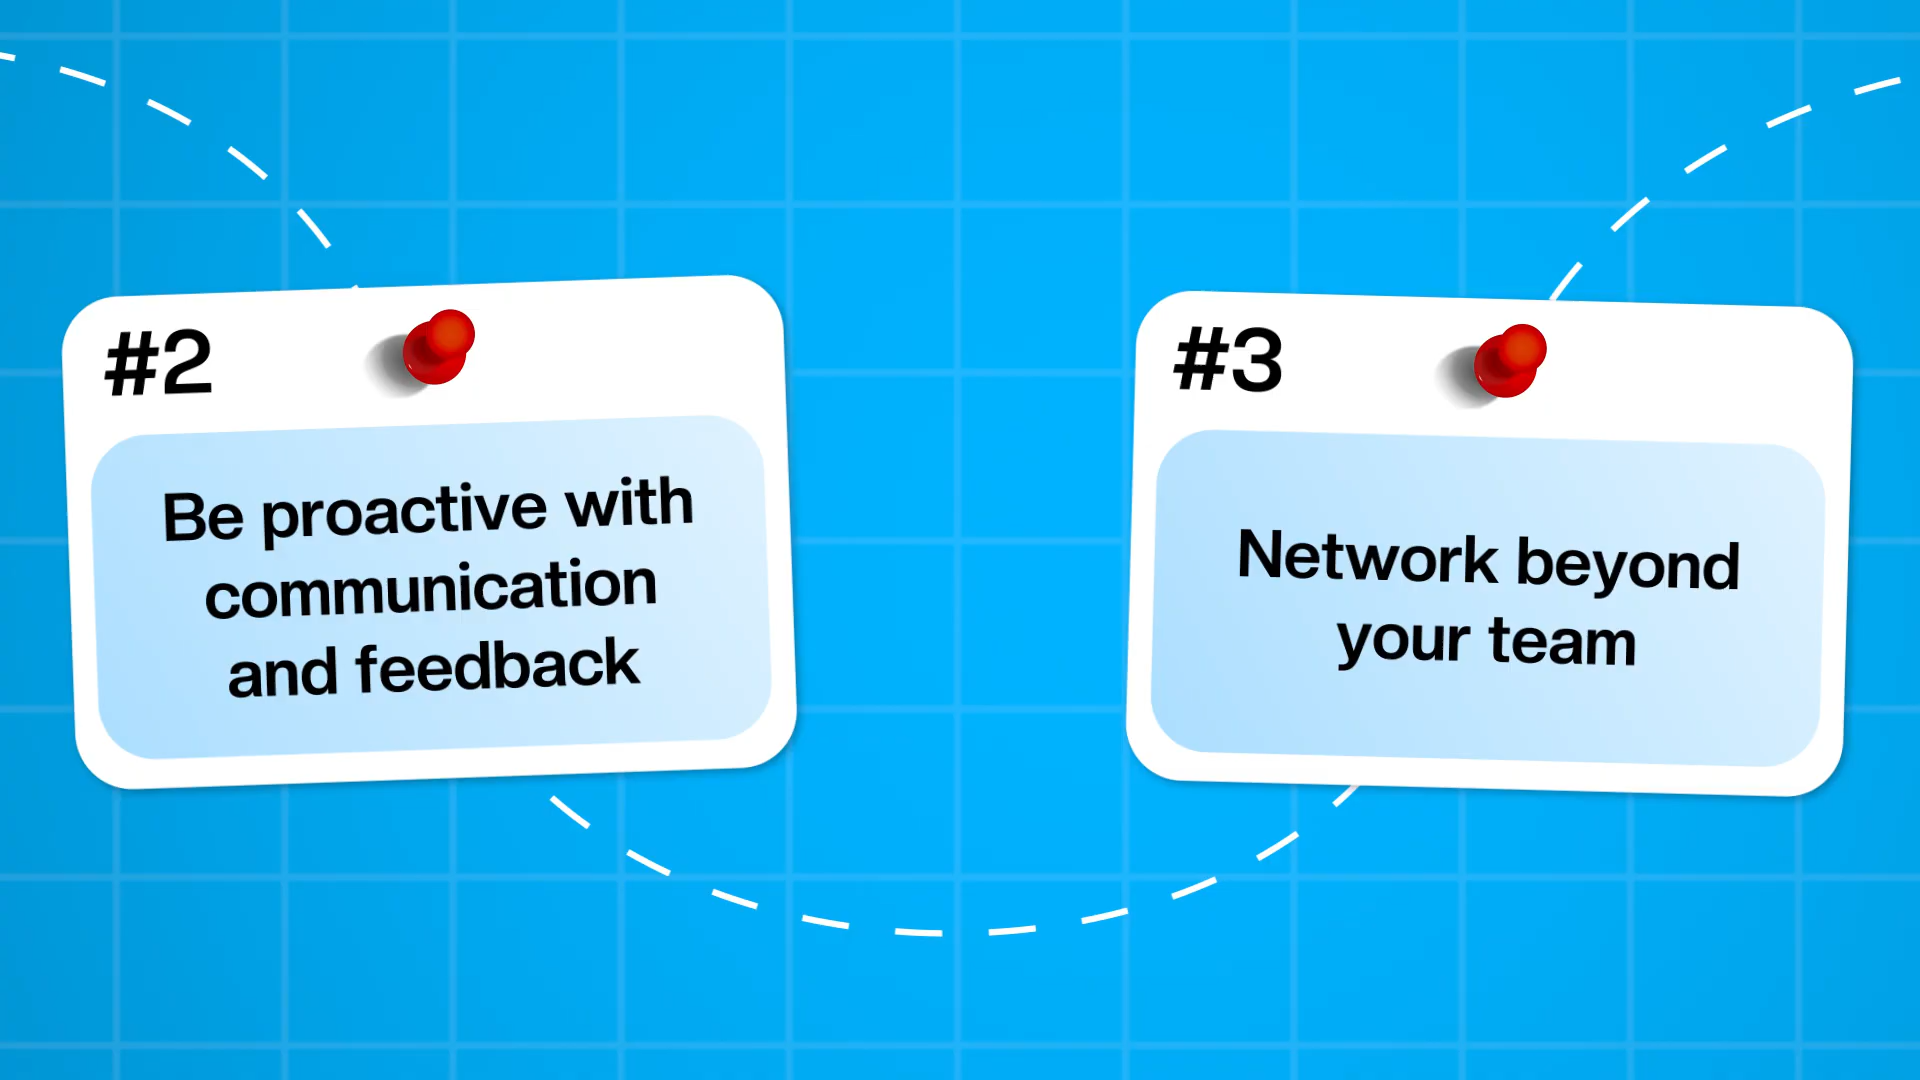 #2
Be proactive with
communication
and feedback
#3
Network beyond
your team